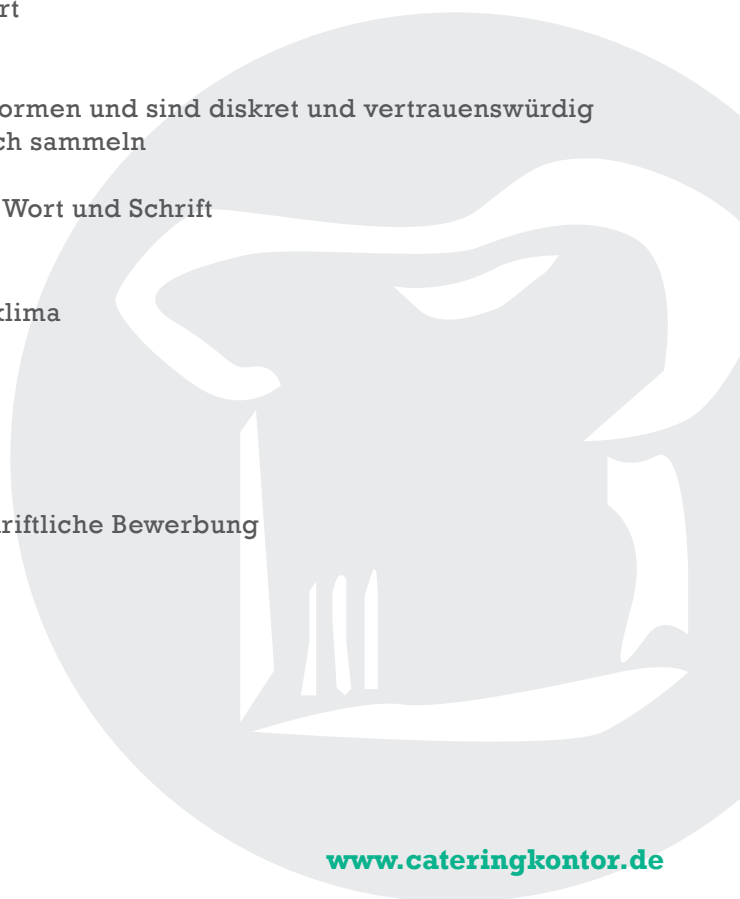 rt
ormen und sind diskret und vertrauenswürdig
ch sammeln
Wort und Schrift
klima
riftliche Bewerbung
www.cateringkontor.de